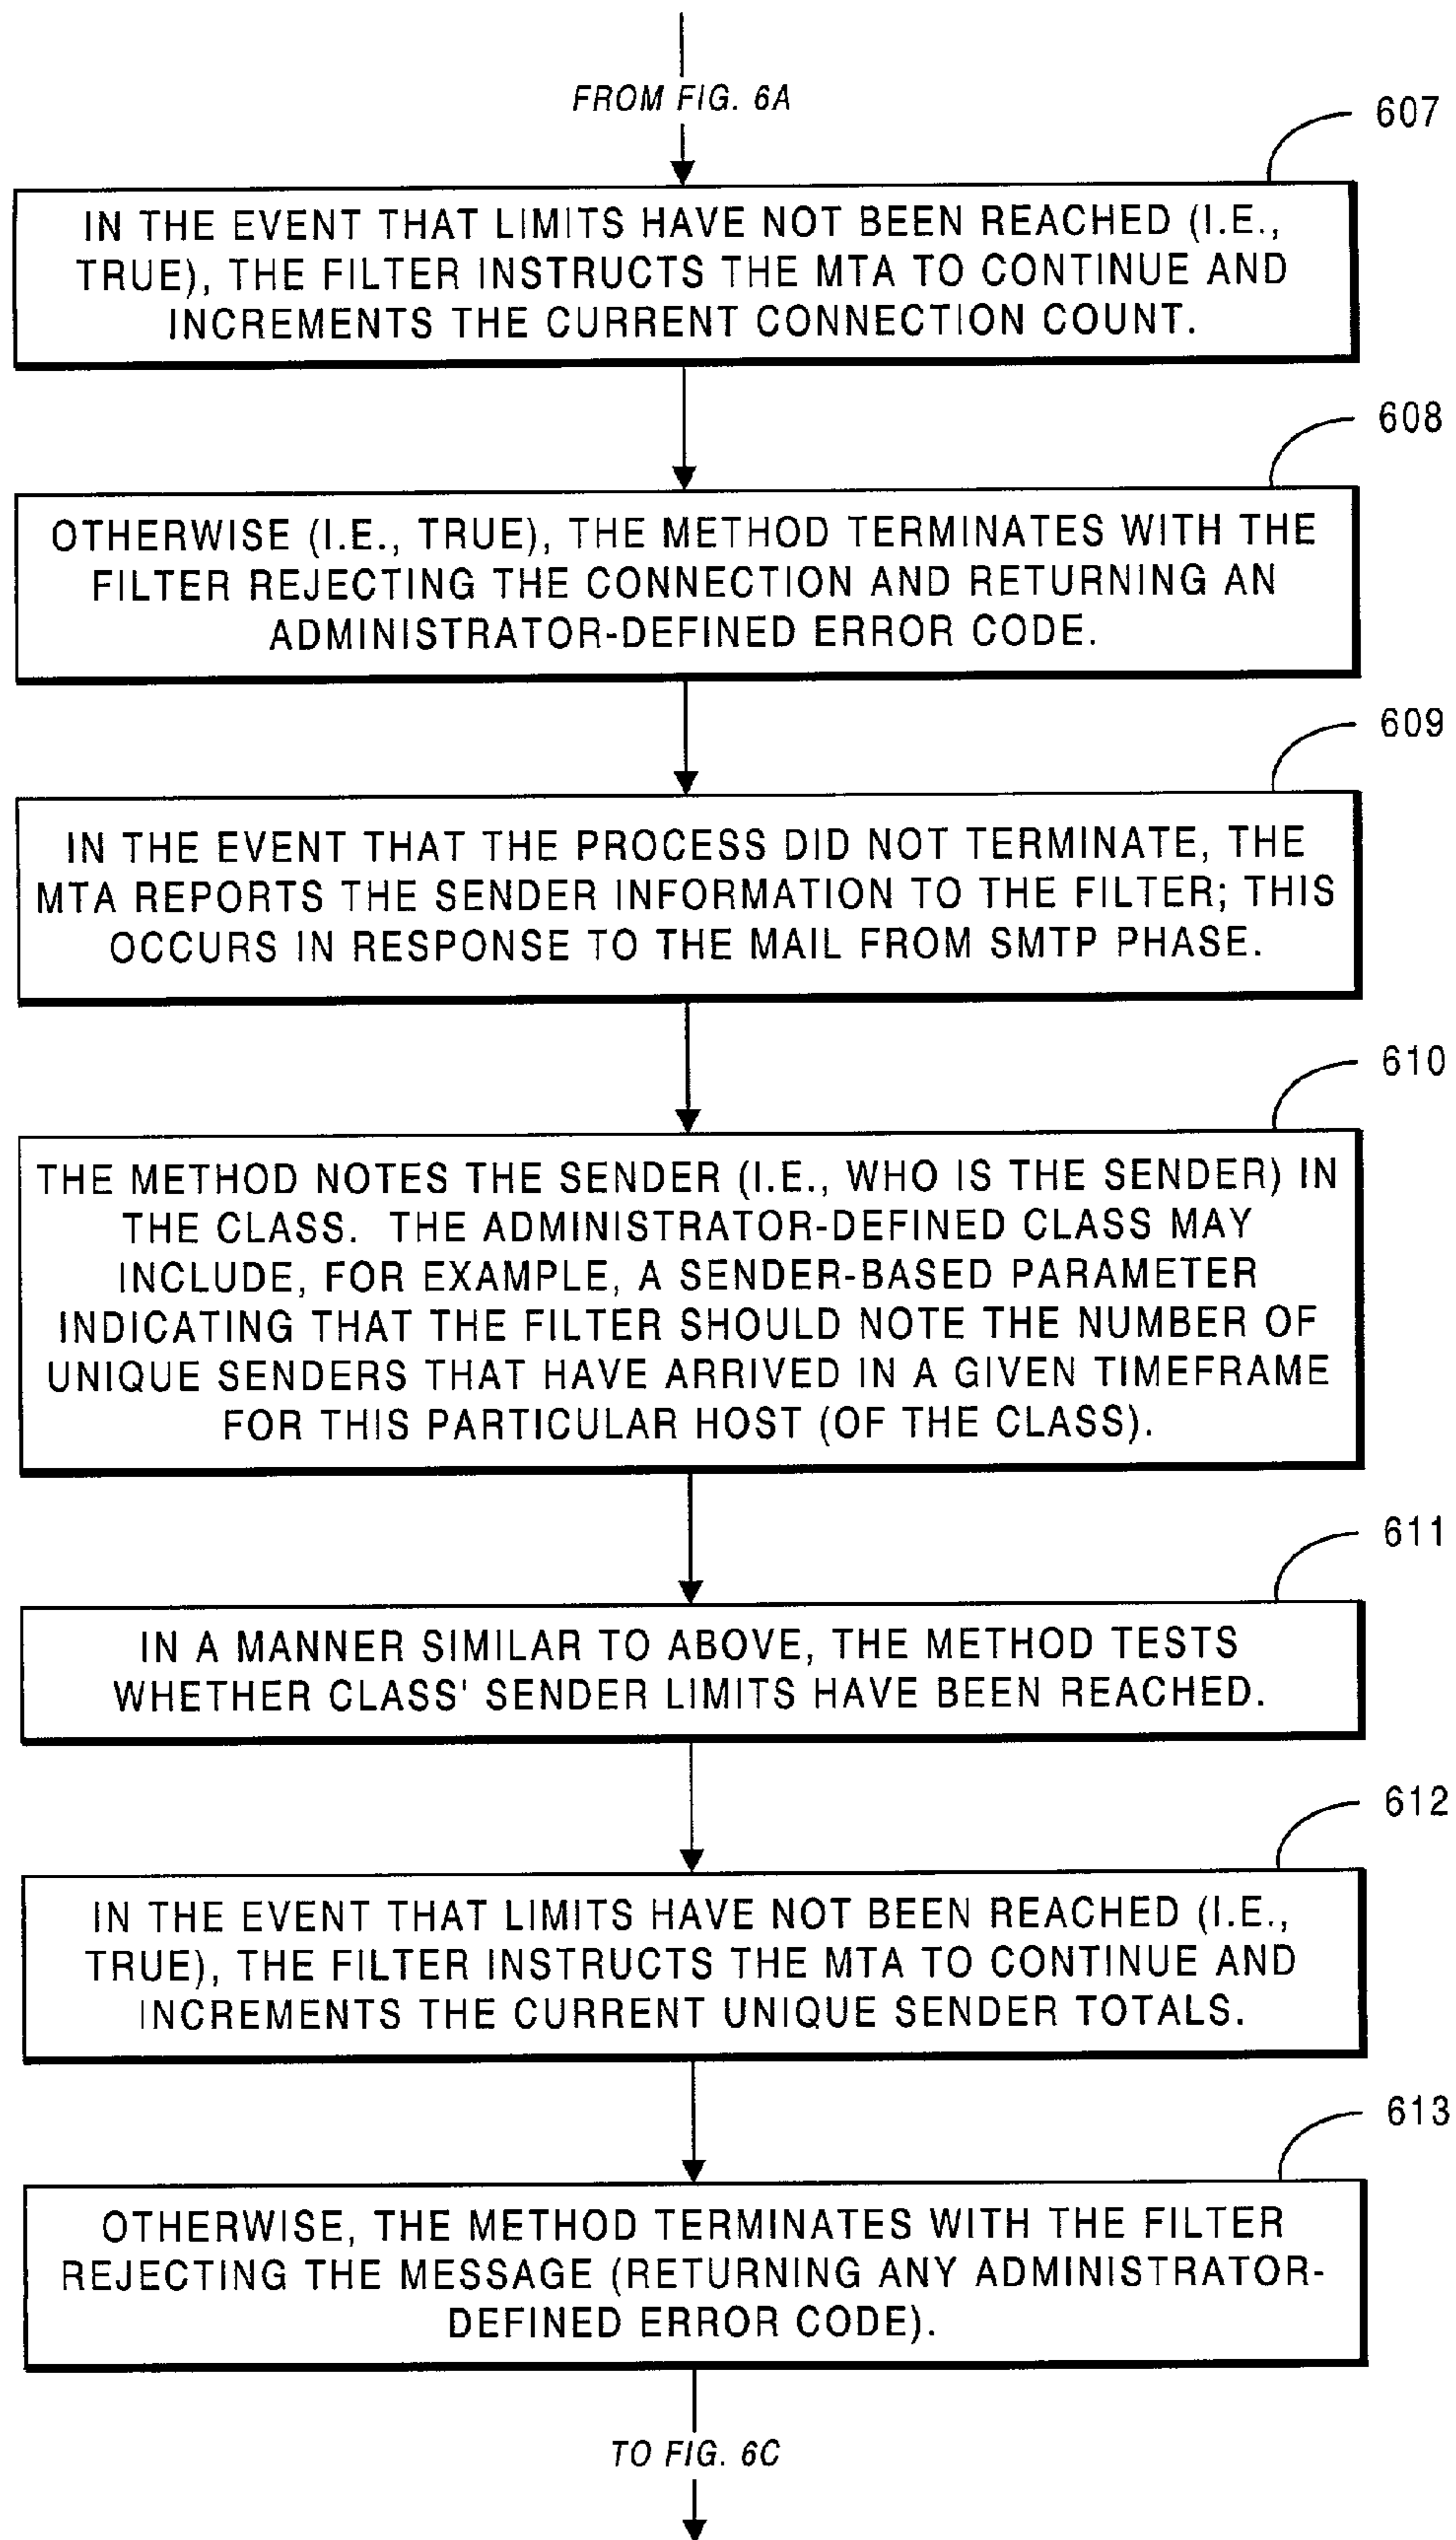 FROM FIG. 6A
607
IN THE EVENT THAT LIMITS HAVE NOT BEEN REACHED (I.E.,
TRUE), THE FILTER INSTRUCTS THE MTA TO CONTINUE AND
INCREMENTS THE CURRENT CONNECTION COUNT.
608
OTHERWISE (I.E., TRUE), THE METHOD TERMINATES WITH THE
FILTER REJECTING THE CONNECTION AND RETURNING AN
ADMINISTRATOR-DEFINED ERROR CODE.
609
IN THE EVENT THAT THE PROCESS DID NOT TERMINATE, THE
MTA REPORTS THE SENDER INFORMATION TO THE FILTER; THIS
OCCURS IN RESPONSE TO THE MAIL FROM SMTP PHASE.
610
THE METHOD NOTES THE SENDER (I.E., WHO IS THE SENDER) IN
THE CLASS. THE ADMINISTRATOR-DEFINED CLASS MAY
INCLUDE, FOR EXAMPLE, A SENDER-BASED PARAMETER
INDICATING THAT THE FILTER SHOULD NOTE THE NUMBER OF
UNIQUE SENDERS THAT HAVE ARRIVED IN A GIVEN TIMEFRAME
FOR THIS PARTICULAR HOST (OF THE CLASS).
611
IN A MANNER SIMILAR TO ABOVE, THE METHOD TESTS
WHETHER CLASS' SENDER LIMITS HAVE BEEN REACHED.
612
IN THE EVENT THAT LIMITS HAVE NOT BEEN REACHED (I.E.,
TRUE), THE FILTER INSTRUCTS THE MTA TO CONTINUE AND
INCREMENTS THE CURRENT UNIQUE SENDER TOTALS.
613
OTHERWISE, THE METHOD TERMINATES WITH THE FILTER
REJECTING THE MESSAGE (RETURNING ANY ADMINISTRATOR-
DEFINED ERROR CODE).
TO FIG. 6C